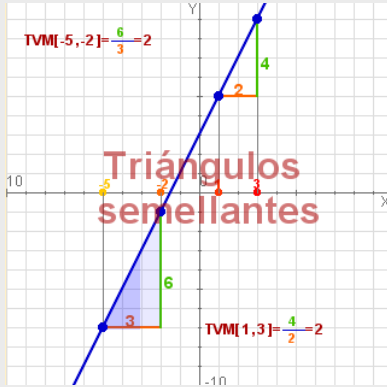 Y
TVM[-5,-2]=6/3=2
4
2
Triángulos
10 -5 -2 0 1 3 X
semellantes
6
3
TVM[1,3]=4/2=2
-10